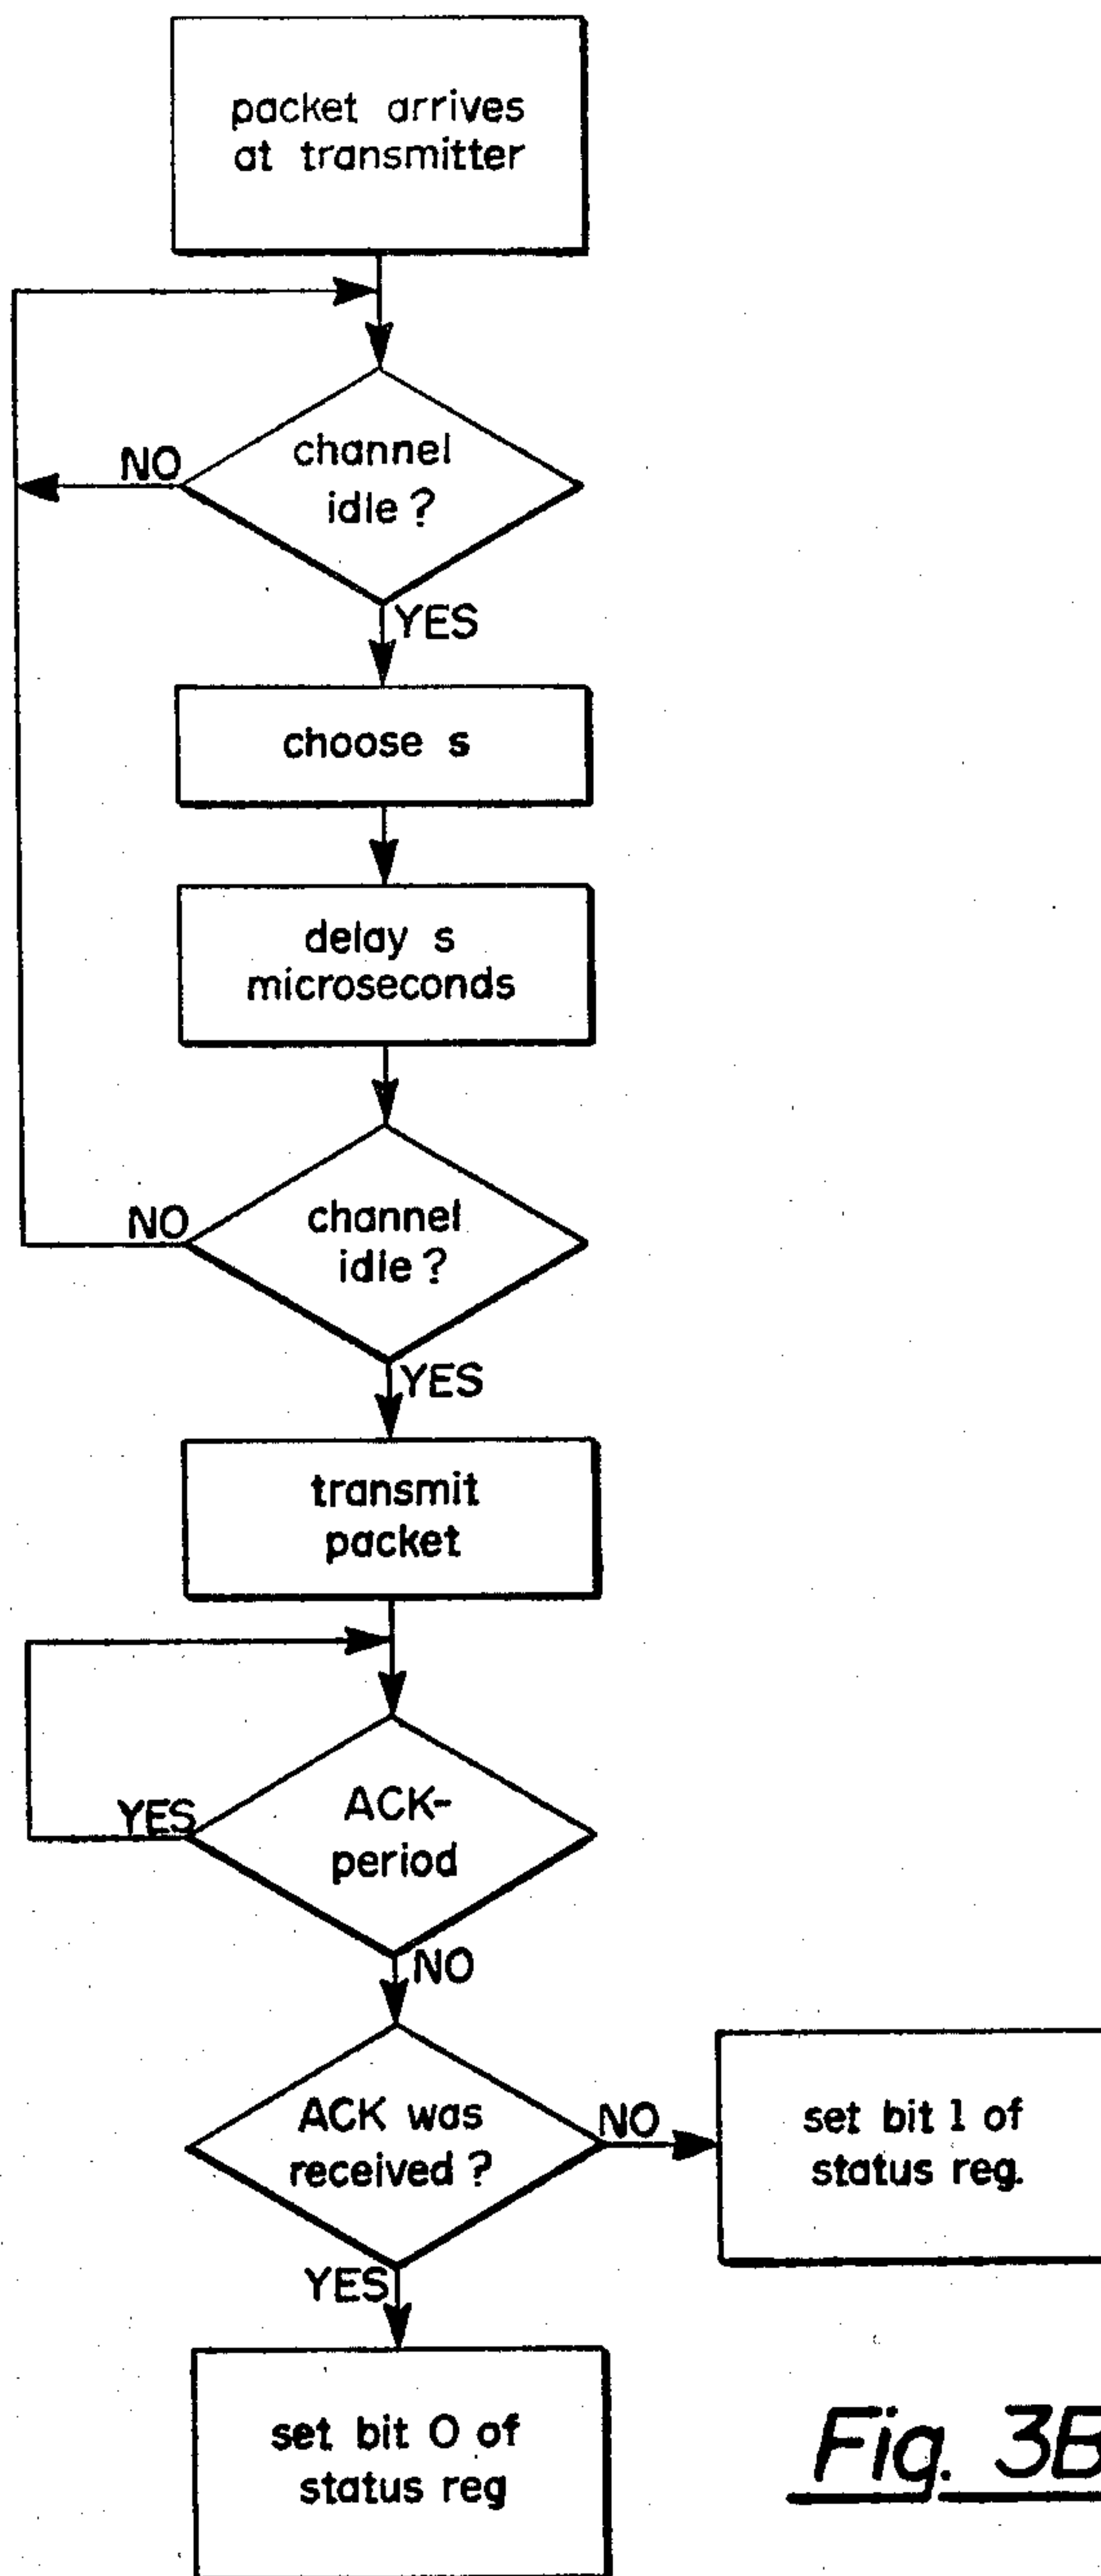 packet arrives
at transmitter
channel
idle ?
NO
YES
choose s
delay s
microseconds
channel
idle ?
NO
YES
transmit
packet
ACK-
period
YES
NO
ACK was
received ?
NO
set bit 1 of
status reg.
YES
set bit 0 of
status reg
Fig. 3B